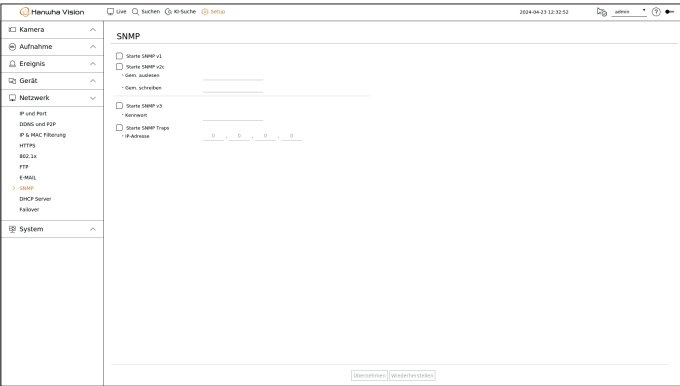 Hanwha Vision
Live Suchen KI-Suche Setup
2024-04-23 12:32:52
admin
?
Kamera
Aufnahme
Ereignis
Gerät
Netzwerk
IP und Port
DDNS und P2P
IP & MAC Filterung
HTTPS
802.1x
FTP
E-MAIL
SNMP
DHCP Server
Failover
System
SNMP
Starte SNMP v1
Starte SNMP v2c
Gem. auslesen
Gem. schreiben
Starte SNMP v3
Kennwort
Starte SNMP Traps
IP-Adresse 0 . 0 . 0 . 0
Übernehmen Wiederherstellen